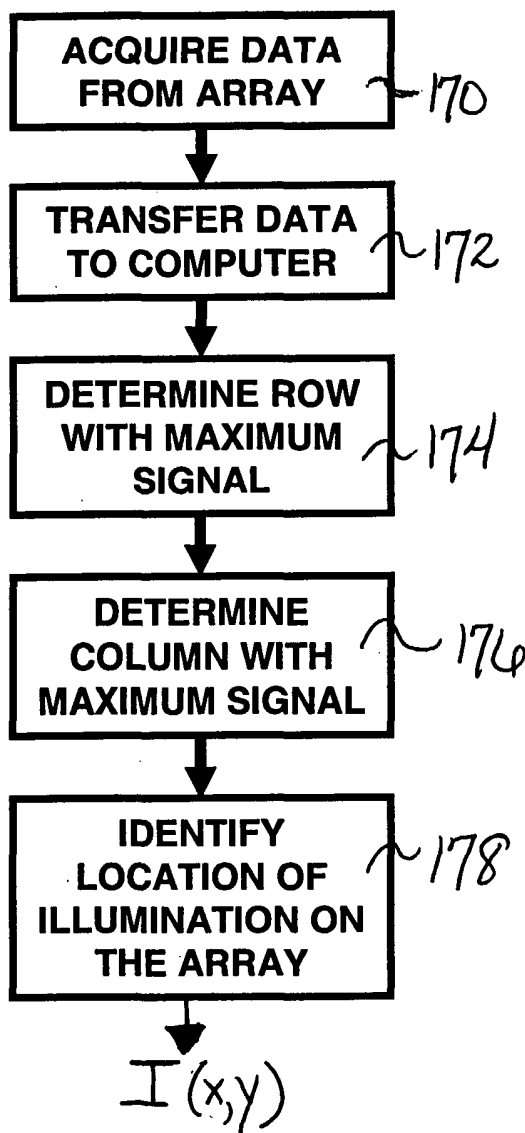 ACQUIRE DATA
FROM ARRAY
170
TRANSFER DATA
TO COMPUTER
172
DETERMINE ROW
WITH MAXIMUM
SIGNAL
174
DETERMINE
COLUMN WITH
MAXIMUM SIGNAL
176
IDENTIFY
LOCATION OF
ILLUMINATION ON
THE ARRAY
178
I(x,y)